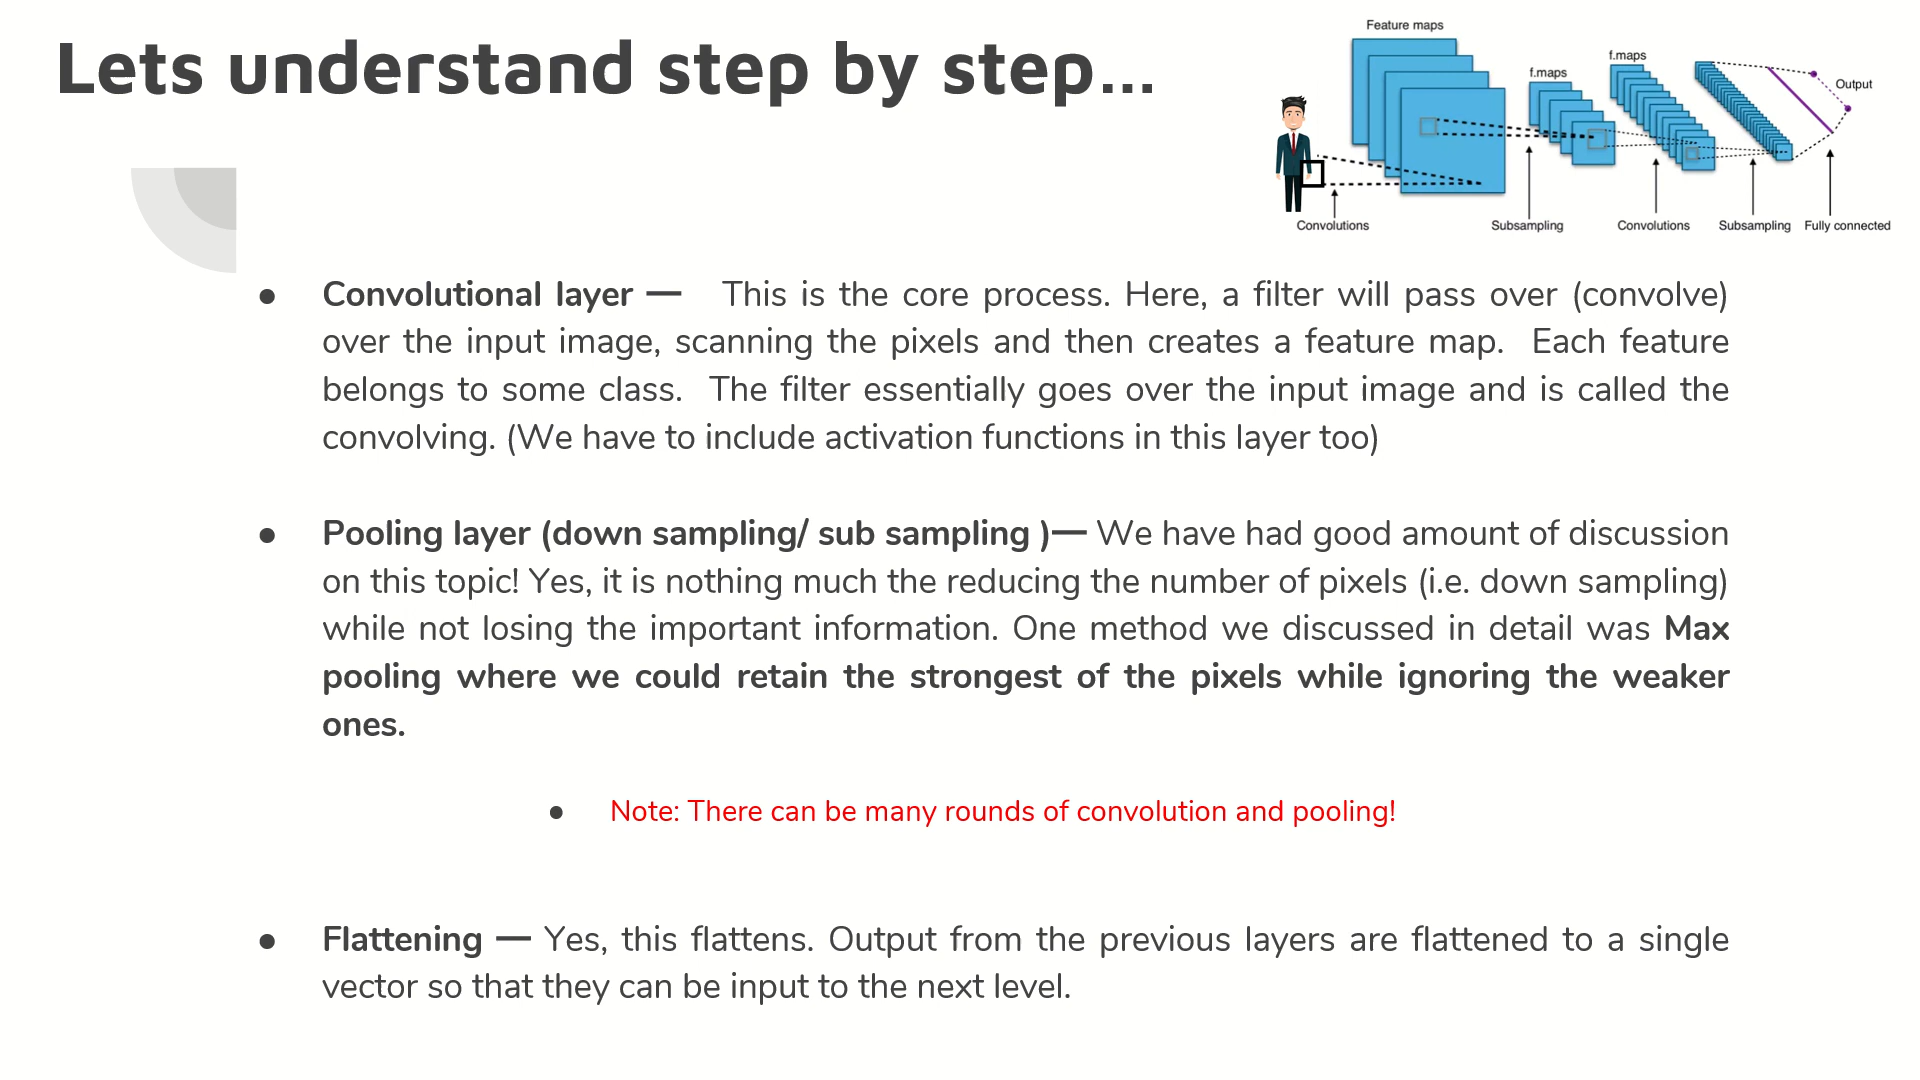 Lets understand step by step...
Feature maps
f.maps
f.maps
Output
Convolutions
Subsampling
Convolutions
Subsampling
Fully connected
● Convolutional layer — This is the core process. Here, a filter will pass over (convolve)
over the input image, scanning the pixels and then creates a feature map. Each feature
belongs to some class. The filter essentially goes over the input image and is called the
convolving. (We have to include activation functions in this layer too)
● Pooling layer (down sampling/ sub sampling )— We have had good amount of discussion
on this topic! Yes, it is nothing much the reducing the number of pixels (i.e. down sampling)
while not losing the important information. One method we discussed in detail was Max
pooling where we could retain the strongest of the pixels while ignoring the weaker
ones.
● Note: There can be many rounds of convolution and pooling!
● Flattening — Yes, this flattens. Output from the previous layers are flattened to a single
vector so that they can be input to the next level.